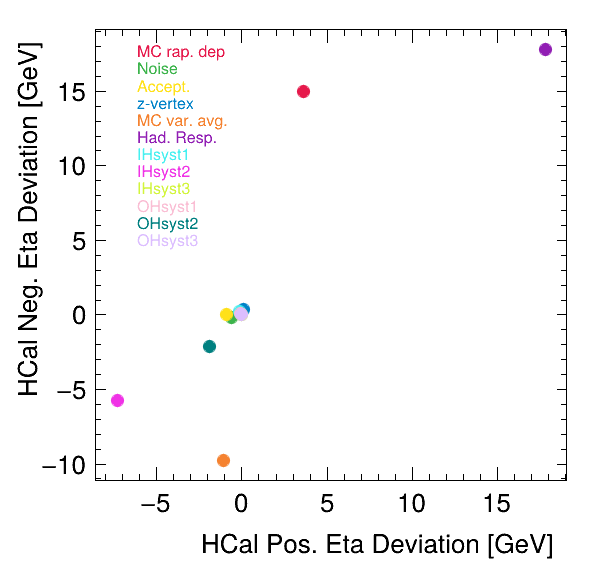 HCal Neg. Eta Deviation [GeV]
MC rap. dep
Noise
Accept.
z-vertex
MC var. avg.
Had. Resp.
IHsyst1
IHsyst2
IHsyst3
OHsyst1
OHsyst2
OHsyst3
15
10
5
0
−5
−10
−5 0 5 10 15
HCal Pos. Eta Deviation [GeV]